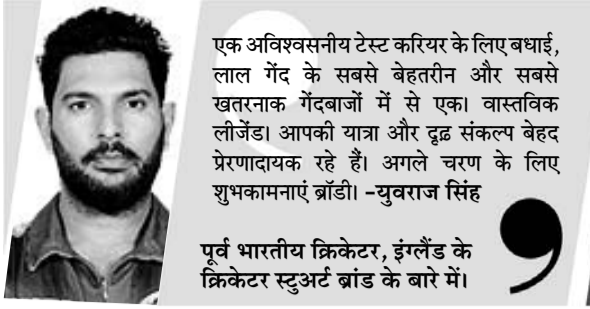 एक अविश्वसनीय टेस्ट करियर के लिए बधाई,
लाल गेंद के सबसे बेहतरीन और सबसे
खतरनाक गेंदबाजों में से एक। वास्तविक
लीजेंड। आपकी यात्रा और दृढ़ संकल्प बेहद
प्रेरणादायक रहे हैं। अगले चरण के लिए
शुभकामनाएं ब्रॉडी। -युवराज सिंह
पूर्व भारतीय क्रिकेटर, इंग्लैंड के
क्रिकेटर स्टुअर्ट ब्रांड के बारे में।